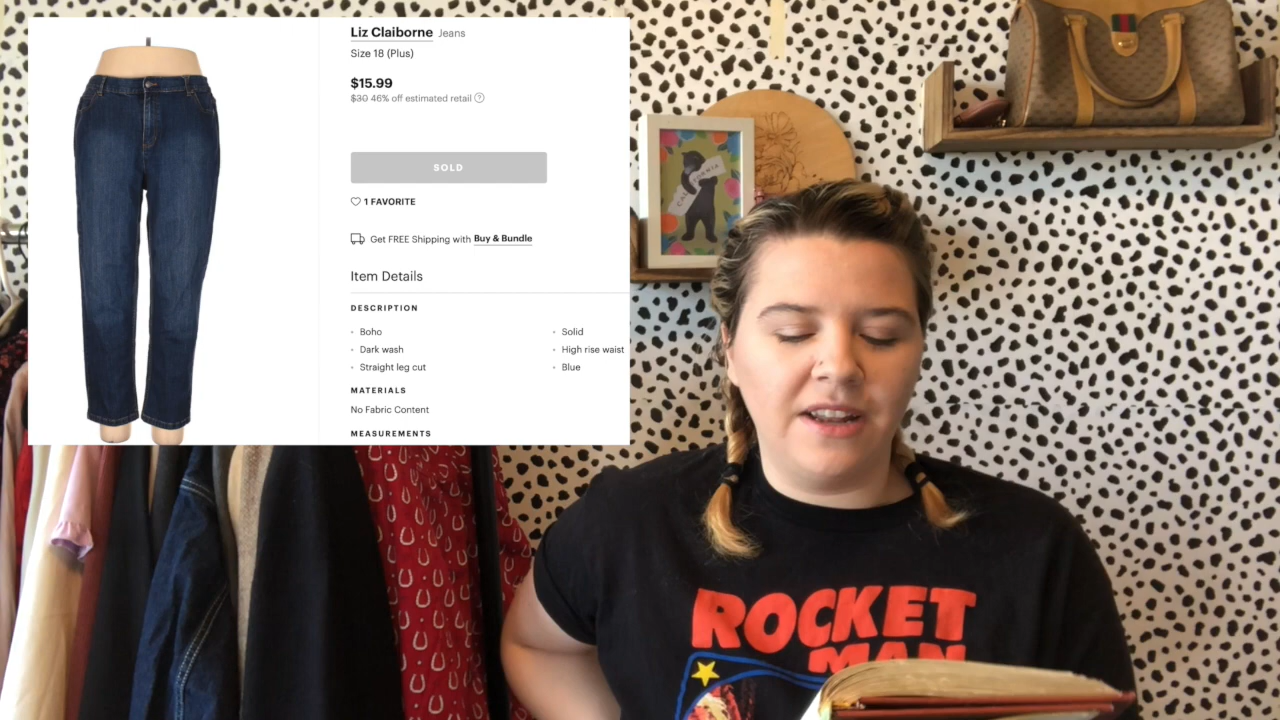 Liz Claiborne Jeans
Size 18 (Plus)
$15.99
$30 46% off estimated retail ?
SOLD
1 FAVORITE
Get FREE Shipping with Buy & Bundle
Item Details
DESCRIPTION
Boho
Solid
Dark wash
High rise waist
Straight leg cut
Blue
MATERIALS
No Fabric Content
MEASUREMENTS
CALIFORNIA
ROCKET
MAN